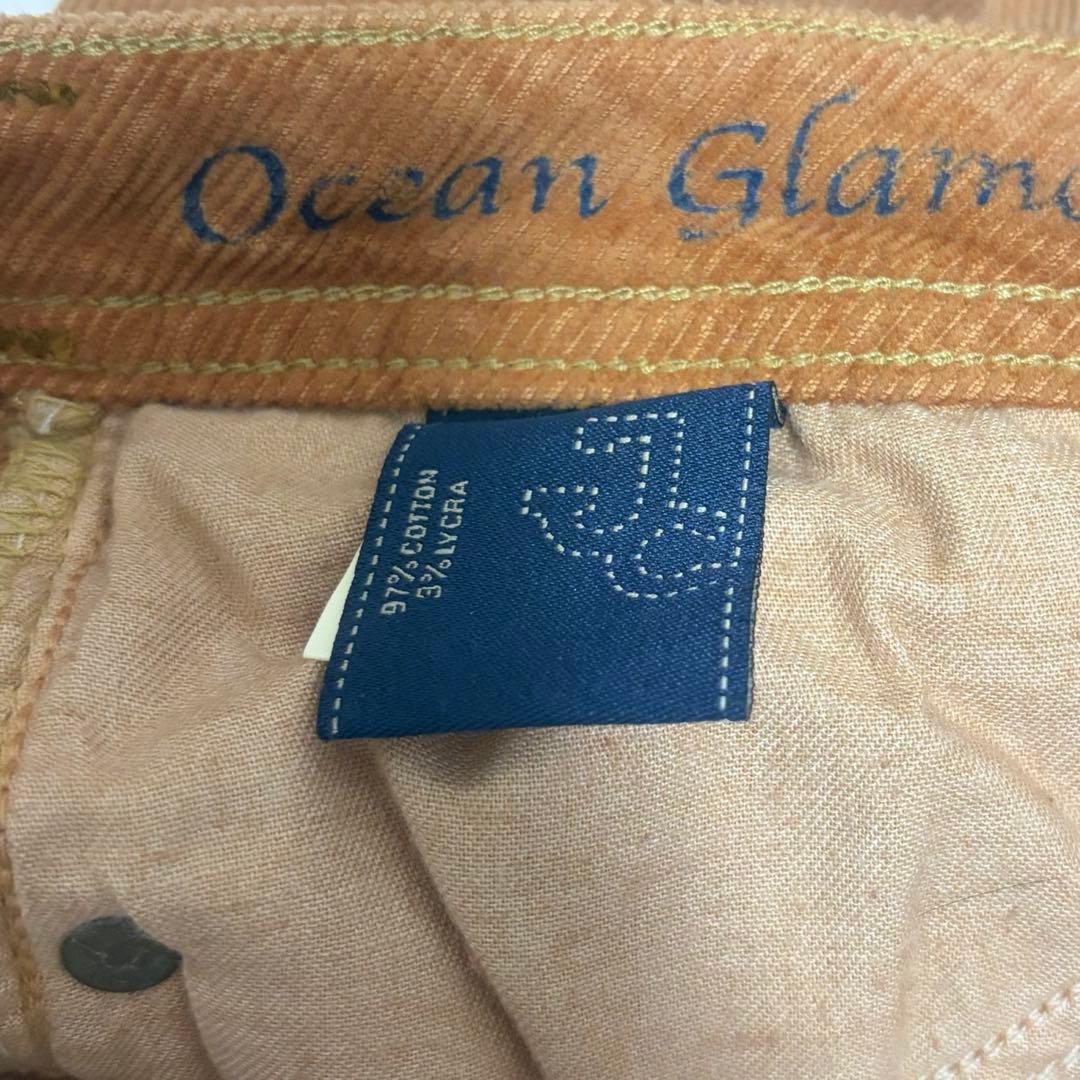 Ocean Glam
97% COTTON
3% LYCRA